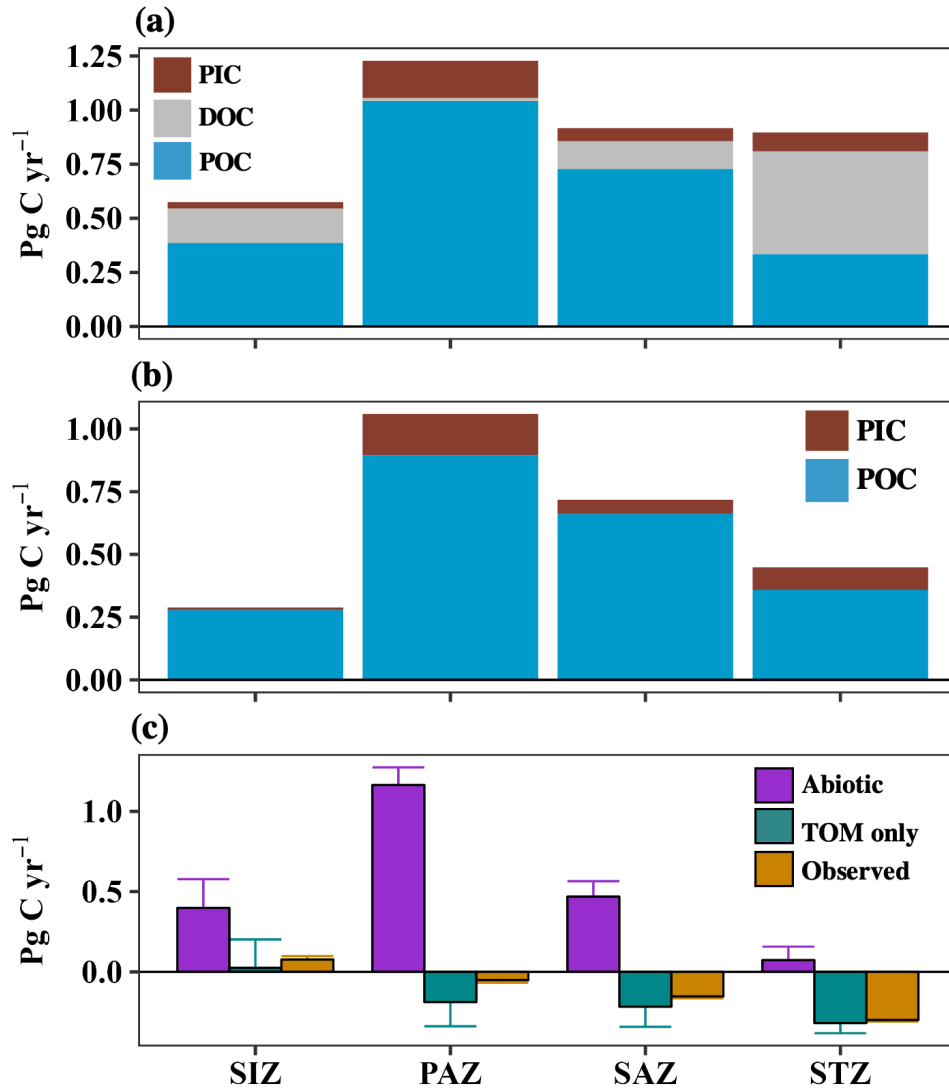 (a)
1.25
1.00
0.75
0.50
0.25
0.00
Pg C yr⁻¹
PIC
DOC
POC
(b)
1.00
0.75
0.50
0.25
0.00
Pg C yr⁻¹
PIC
POC
(c)
1.0
0.5
0.0
Pg C yr⁻¹
Abiotic
TOM only
Observed
SIZ PAZ SAZ STZ